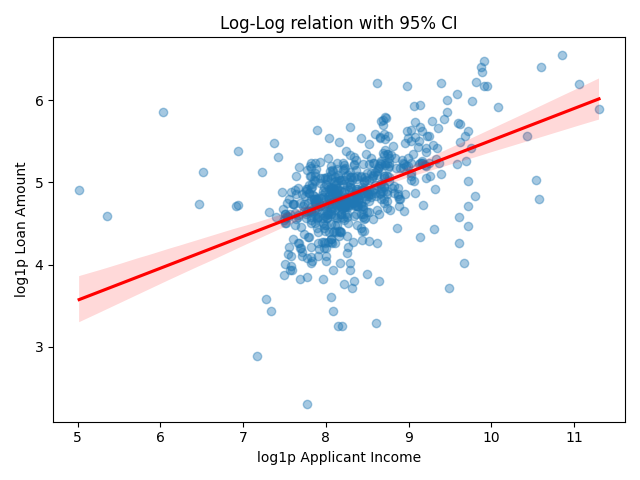 Log-Log relation with 95% CI
log1p Loan Amount
6
5
4
3
5 6 7 8 9 10 11
log1p Applicant Income